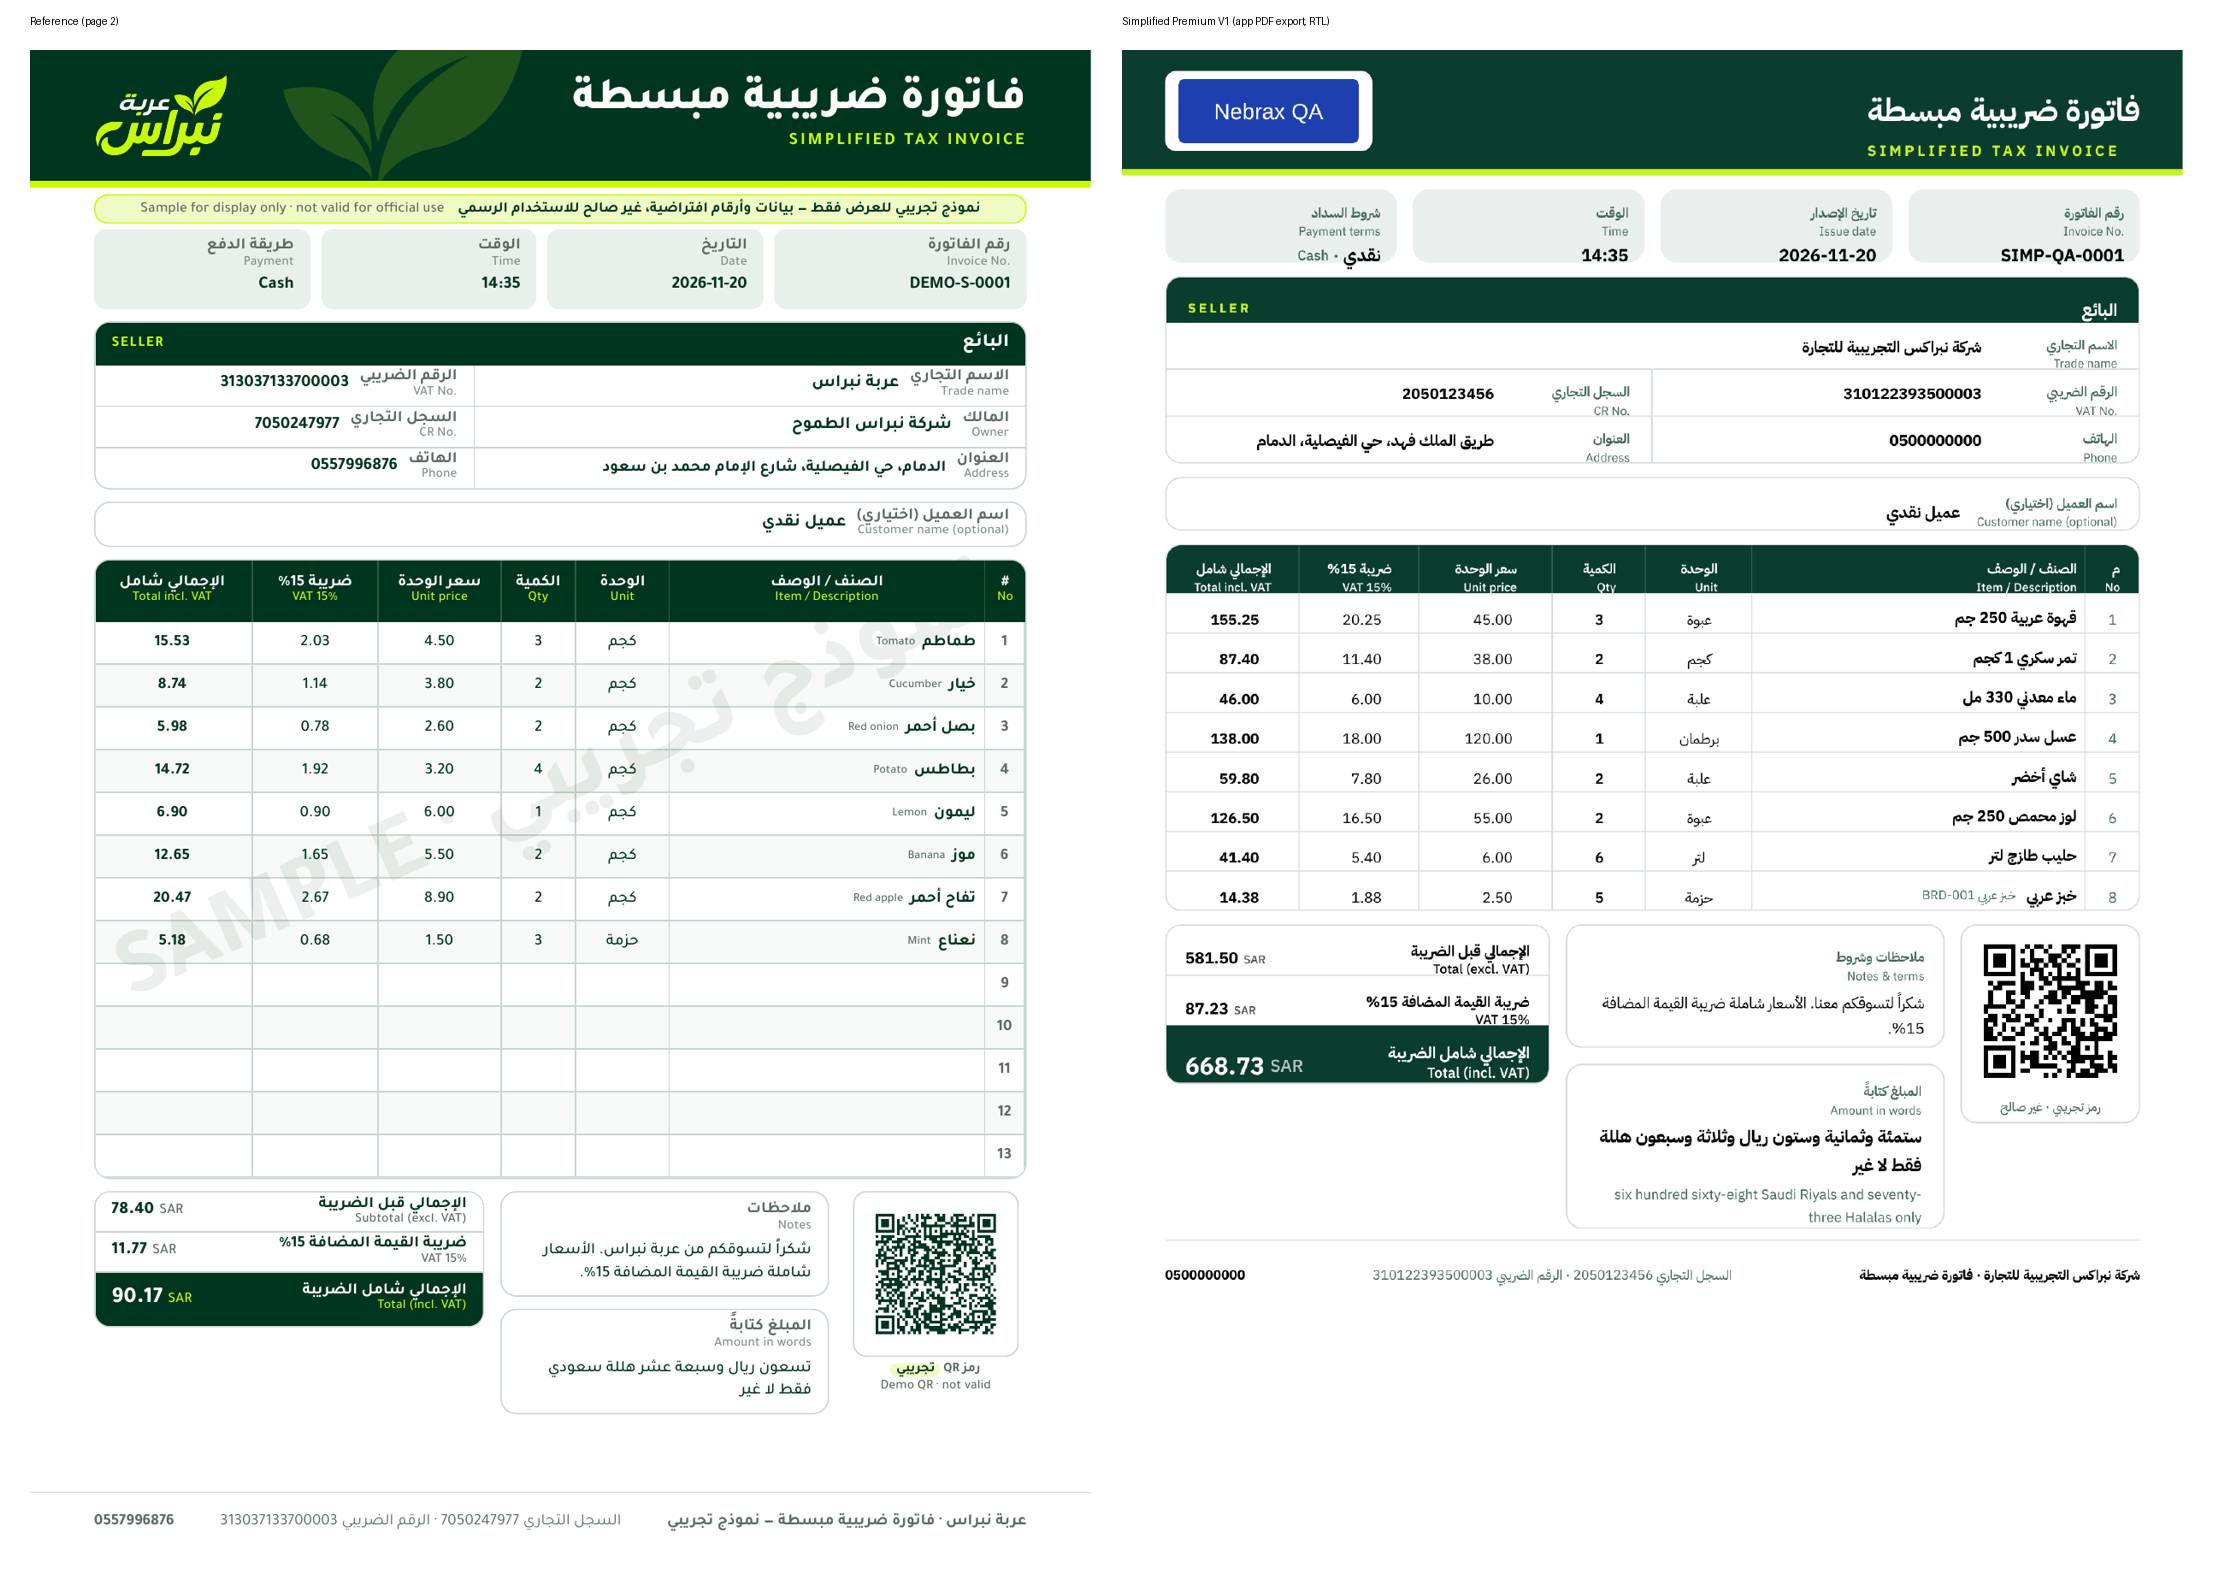 Reference (page 2)
عربة نبراس
فاتورة ضريبية مبسطة
SIMPLIFIED TAX INVOICE
نموذج تجريبي للعرض فقط – بيانات وأرقام افتراضية، غير صالح للاستخدام الرسمي Sample for display only · not valid for official use
رقم الفاتورة التاريخ الوقت طريقة الدفع
Invoice No. Date Time Payment
DEMO-S-0001 2026-11-20 14:35 Cash
البائع SELLER
الاسم التجاري عربة نبراس الرقم الضريبي 313037133700003
Trade name VAT No.
المالك شركة نبراس الطموح السجل التجاري 7050247977
Owner CR No.
العنوان الدمام، حي الفيصلية، شارع الإمام محمد بن سعود الهاتف 0557996876
Address Phone
اسم العميل (اختياري) عميل نقدي
Customer name (optional)
# الصنف / الوصف الوحدة الكمية سعر الوحدة ضريبة 15% الإجمالي شامل
No Item / Description Unit Qty Unit price VAT 15% Total incl. VAT
1 طماطم Tomato كجم 3 4.50 2.03 15.53
2 خيار Cucumber كجم 2 3.80 1.14 8.74
3 بصل أحمر Red onion كجم 2 2.60 0.78 5.98
4 بطاطس Potato كجم 4 3.20 1.92 14.72
5 ليمون Lemon كجم 1 6.00 0.90 6.90
6 موز Banana كجم 2 5.50 1.65 12.65
7 تفاح أحمر Red apple كجم 2 8.90 2.67 20.47
8 نعناع Mint حزمة 3 1.50 0.68 5.18
9
10
11
12
13
نموذج تجريبي · SAMPLE
الإجمالي قبل الضريبة 78.40 SAR
Subtotal (excl. VAT)
ضريبة القيمة المضافة 15% 11.77 SAR
VAT 15%
الإجمالي شامل الضريبة 90.17 SAR
Total (incl. VAT)
ملاحظات
Notes
شكراً لتسوقكم من عربة نبراس. الأسعار
شاملة ضريبة القيمة المضافة 15%.
المبلغ كتابةً
Amount in words
تسعون ريال وسبعة عشر هللة سعودي
فقط لا غير
رمز QR تجريبي
Demo QR · not valid
عربة نبراس · فاتورة ضريبية مبسطة – نموذج تجريبي السجل التجاري 7050247977 · الرقم الضريبي 313037133700003 0557996876
Simplified Premium V1 (app PDF export, RTL)
Nebrax QA
فاتورة ضريبية مبسطة
SIMPLIFIED TAX INVOICE
رقم الفاتورة تاريخ الإصدار الوقت شروط السداد
Invoice No. Issue date Time Payment terms
SIMP-QA-0001 2026-11-20 14:35 نقدي · Cash
البائع SELLER
الاسم التجاري شركة نبراكس التجريبية للتجارة
Trade name
الرقم الضريبي 310122393500003 السجل التجاري 2050123456
VAT No. CR No.
الهاتف 0500000000 العنوان طريق الملك فهد، حي الفيصلية، الدمام
Phone Address
اسم العميل (اختياري) عميل نقدي
Customer name (optional)
م الصنف / الوصف الوحدة الكمية سعر الوحدة ضريبة 15% الإجمالي شامل
No Item / Description Unit Qty Unit price VAT 15% Total incl. VAT
1 قهوة عربية 250 جم عبوة 3 45.00 20.25 155.25
2 تمر سكري 1 كجم كجم 2 38.00 11.40 87.40
3 ماء معدني 330 مل علبة 4 10.00 6.00 46.00
4 عسل سدر 500 جم برطمان 1 120.00 18.00 138.00
5 شاي أخضر علبة 2 26.00 7.80 59.80
6 لوز محمص 250 جم عبوة 2 55.00 16.50 126.50
7 حليب طازج لتر لتر 6 6.00 5.40 41.40
8 خبز عربي خبز عربي BRD-001 حزمة 5 2.50 1.88 14.38
الإجمالي قبل الضريبة 581.50 SAR
Total (excl. VAT)
ضريبة القيمة المضافة 15% 87.23 SAR
VAT 15%
الإجمالي شامل الضريبة 668.73 SAR
Total (incl. VAT)
ملاحظات وشروط
Notes & terms
شكراً لتسوقكم معنا. الأسعار شاملة ضريبة القيمة المضافة
15%.
المبلغ كتابةً
Amount in words
ستمئة وثمانية وستون ريال وثلاثة وسبعون هللة
فقط لا غير
six hundred sixty-eight Saudi Riyals and seventy-
three Halalas only
رمز تجريبي · غير صالح
شركة نبراكس التجريبية للتجارة · فاتورة ضريبية مبسطة السجل التجاري 2050123456 · الرقم الضريبي 310122393500003 0500000000